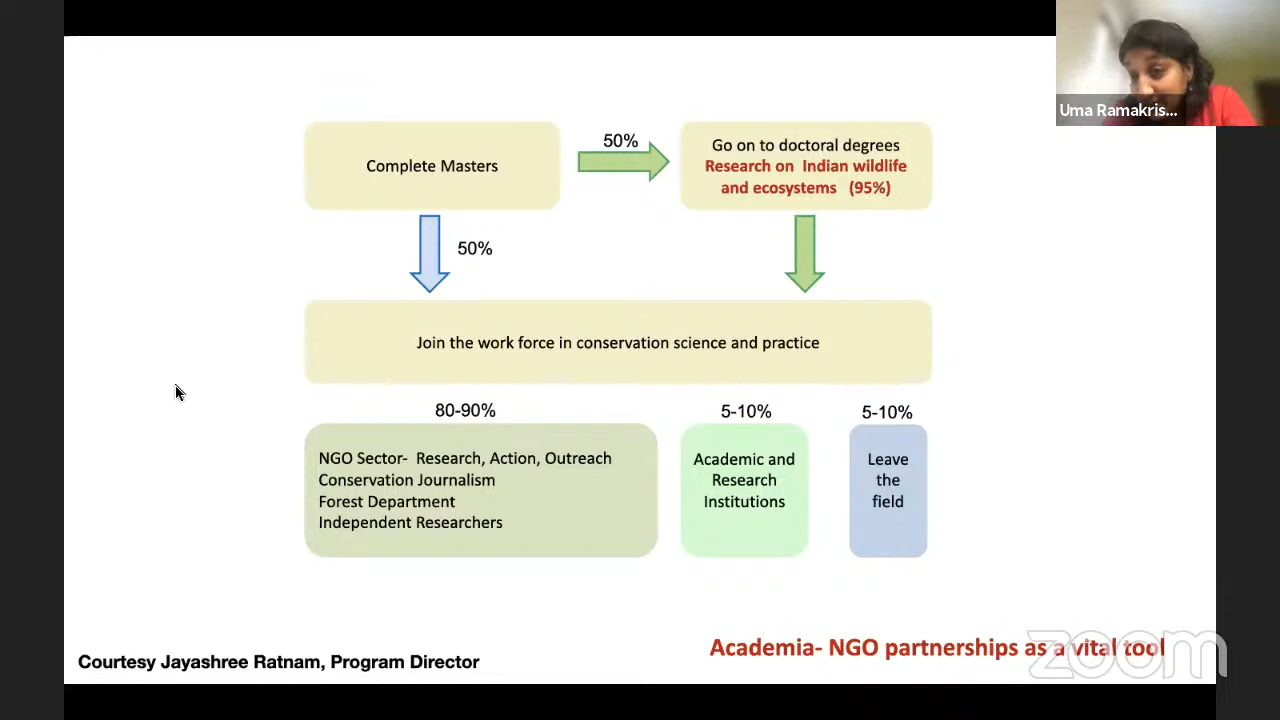 Uma Ramakris...
Complete Masters
50%
Go on to doctoral degrees
Research on Indian wildlife
and ecosystems (95%)
50%
Join the work force in conservation science and practice
80-90%
5-10%
5-10%
NGO Sector- Research, Action, Outreach
Conservation Journalism
Forest Department
Independent Researchers
Academic and
Research
Institutions
Leave
the
field
Academia- NGO partnerships as a vital tool
zoom
Courtesy Jayashree Ratnam, Program Director